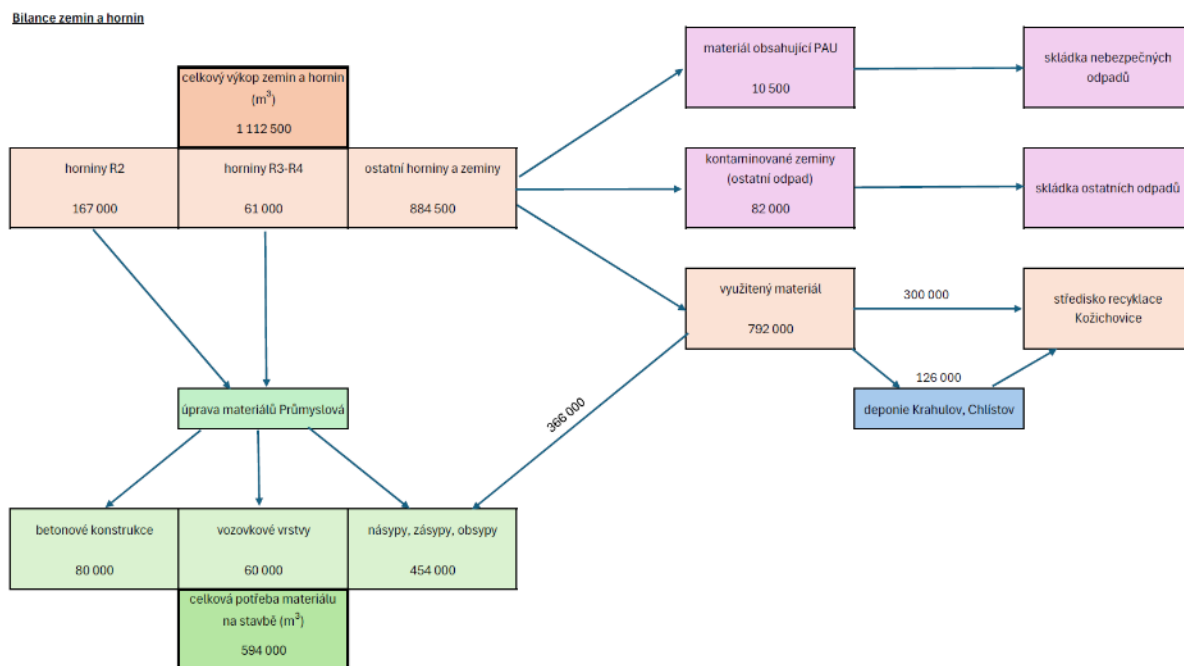 Bilance zemin a hornin
celkový výkop zemin a hornin
(m³)
1 112 500
horniny R2
167 000
horniny R3-R4
61 000
ostatní horniny a zeminy
884 500
materiál obsahující PAU
10 500
skládka nebezpečných
odpadů
kontaminované zeminy
(ostatní odpad)
82 000
skládka ostatních odpadů
využitený materiál
792 000
300 000
středisko recyklace
Kožichovice
126 000
deponie Krahulov, Chlístov
366 000
úprava materiálů Průmyslová
betonové konstrukce
80 000
vozovkové vrstvy
60 000
násypy, zásypy, obsypy
454 000
celková potřeba materiálu
na stavbě (m³)
594 000